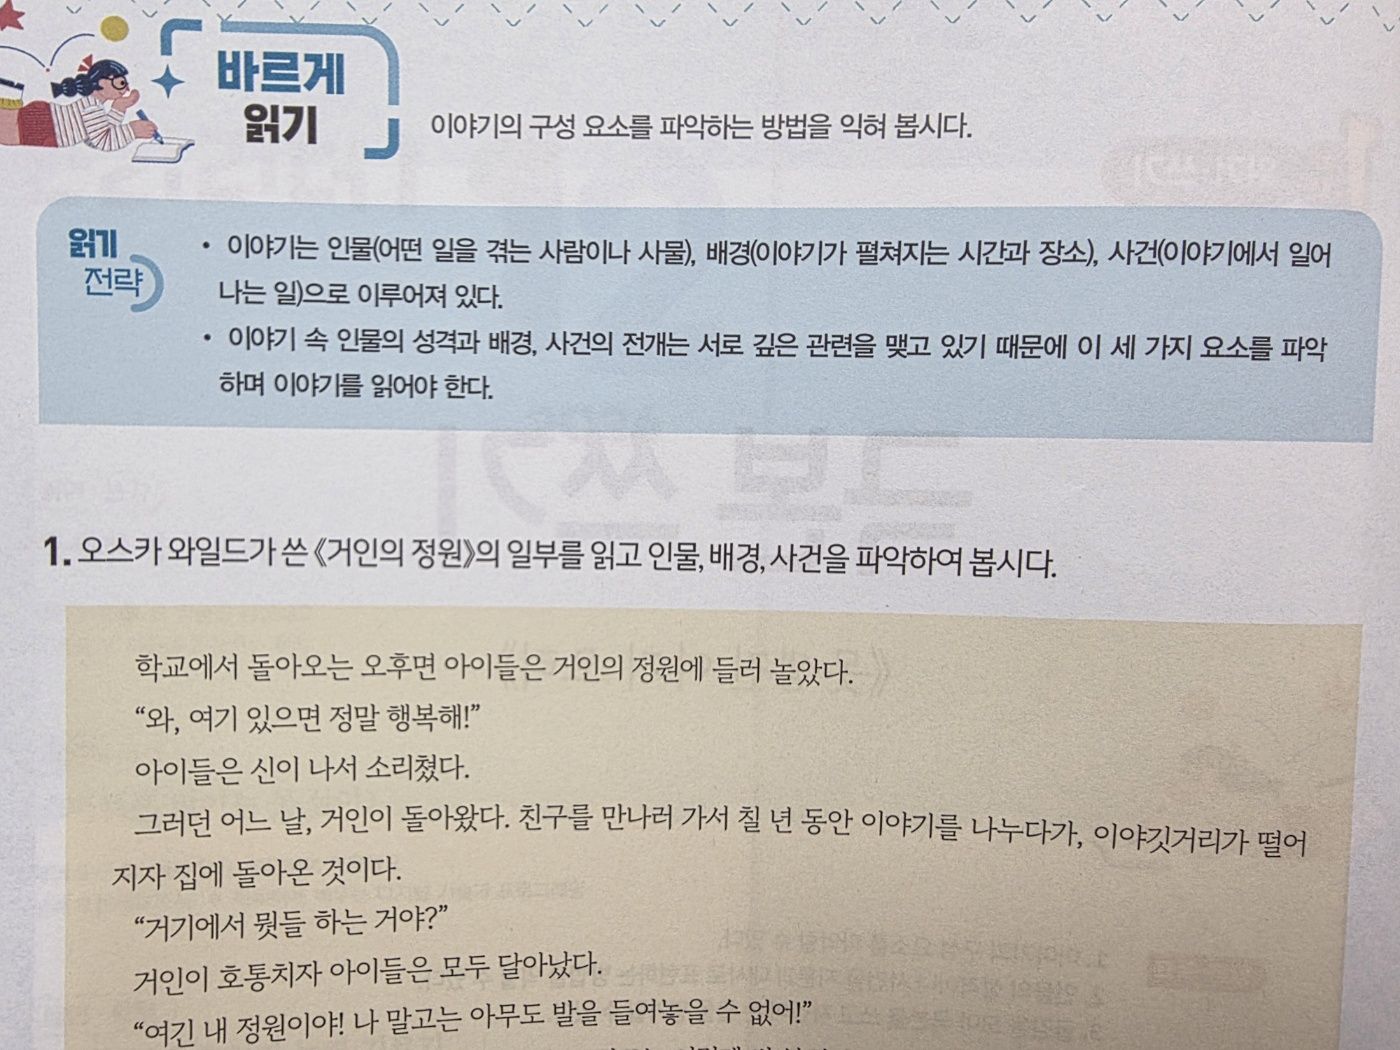 바르게
읽기
이야기의 구성 요소를 파악하는 방법을 익혀 봅시다.
읽기
전략
• 이야기는 인물(어떤 일을 겪는 사람이나 사물), 배경(이야기가 펼쳐지는 시간과 장소), 사건(이야기에서 일어
나는 일)으로 이루어져 있다.
• 이야기 속 인물의 성격과 배경, 사건의 전개는 서로 깊은 관련을 맺고 있기 때문에 이 세 가지 요소를 파악
하며 이야기를 읽어야 한다.
1. 오스카 와일드가 쓴 《거인의 정원》의 일부를 읽고 인물, 배경, 사건을 파악하여 봅시다.
학교에서 돌아오는 오후면 아이들은 거인의 정원에 들러 놀았다.
“와, 여기 있으면 정말 행복해!”
아이들은 신이 나서 소리쳤다.
그러던 어느 날, 거인이 돌아왔다. 친구를 만나러 가서 칠 년 동안 이야기를 나누다가, 이야깃거리가 떨어
지자 집에 돌아온 것이다.
“거기에서 뭣들 하는 거야?”
거인이 호통치자 아이들은 모두 달아났다.
“여긴 내 정원이야! 나 말고는 아무도 발을 들여놓을 수 없어!”